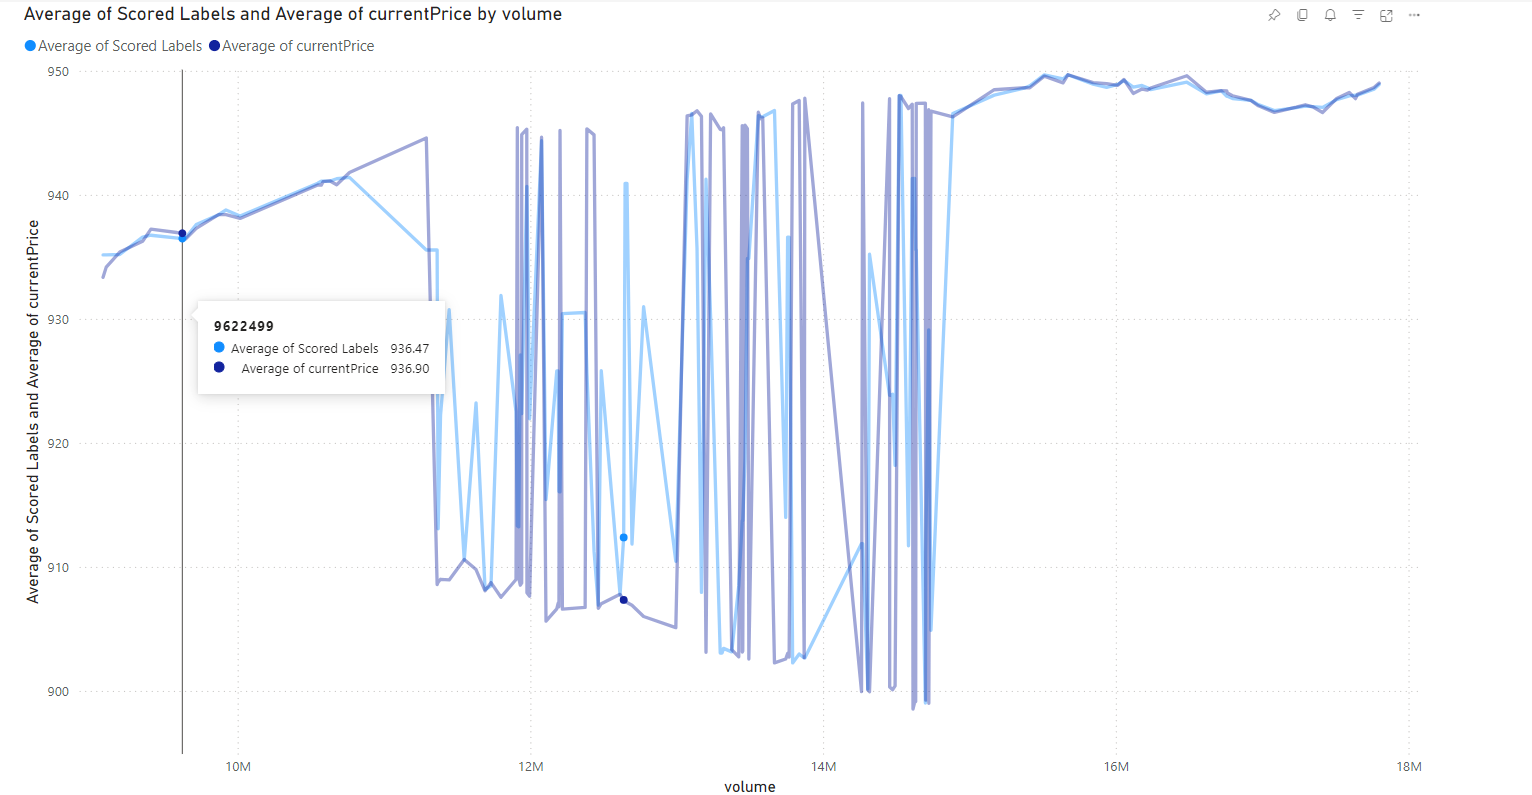 Average of Scored Labels and Average of currentPrice by volume
Average of Scored Labels Average of currentPrice
950
940
930
920
910
900
Average of Scored Labels and Average of currentPrice
9622499
Average of Scored Labels 936.47
Average of currentPrice 936.90
10M 12M 14M 16M 18M
volume